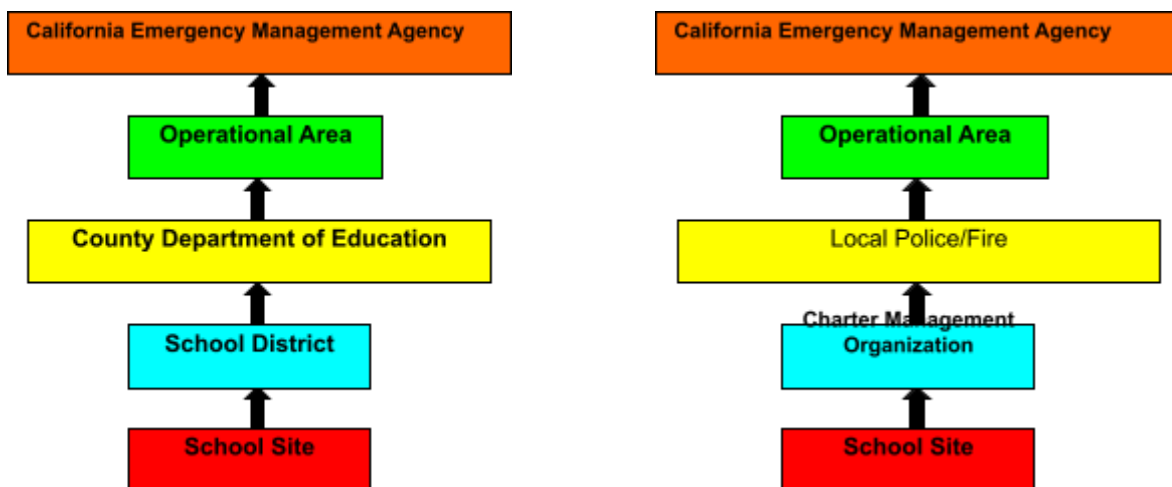 California Emergency Management Agency
Operational Area
County Department of Education
School District
School Site
California Emergency Management Agency
Operational Area
Local Police/Fire
Charter Management
Organization
School Site